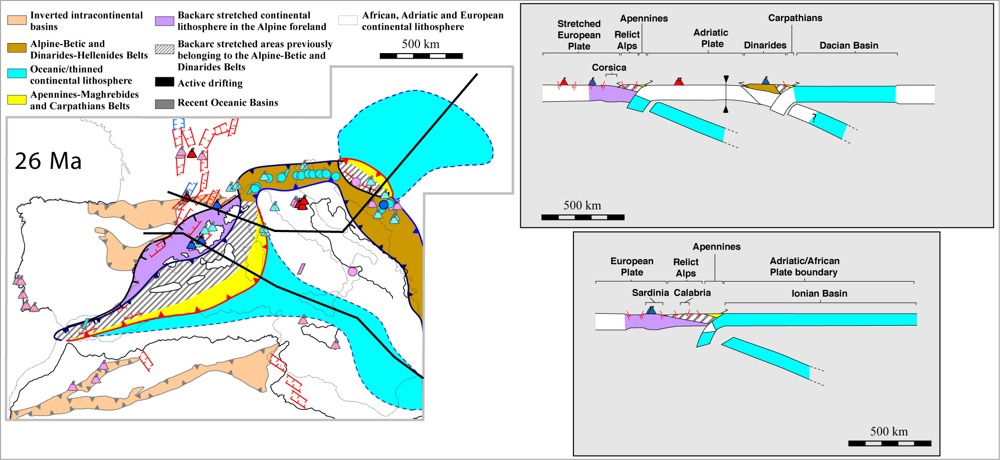 Inverted intracontinental
basins
Alpine-Betic and
Dinarides-Hellenides Belts
Oceanic/thinned
continental lithosphere
Apennines-Maghrebides
and Carpathians Belts
Backarc stretched continental
lithosphere in the Alpine foreland
Backarc stretched areas previously
belonging to the Alpine-Betic and
Dinarides Belts
Active drifting
Recent Oceanic Basins
African, Adriatic and European
continental lithosphere
500 km
26 Ma
Stretched
European
Plate
Apennines
Relict
Alps
Adriatic
Plate
Carpathians
Dinarides
Dacian Basin
Corsica
?
500 km
Apennines
European
Plate
Relict
Alps
Adriatic/African
Plate boundary
Sardinia
Calabria
Ionian Basin
500 km